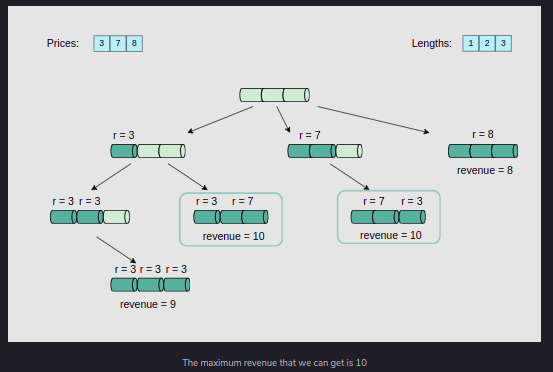 Prices: 3 7 8 Lengths: 1 2 3
r = 3 r = 7 r = 8
revenue = 8
r = 3 r = 3 r = 3 r = 7 r = 7 r = 3
revenue = 10 revenue = 10
r = 3 r = 3 r = 3
revenue = 9
The maximum revenue that we can get is 10